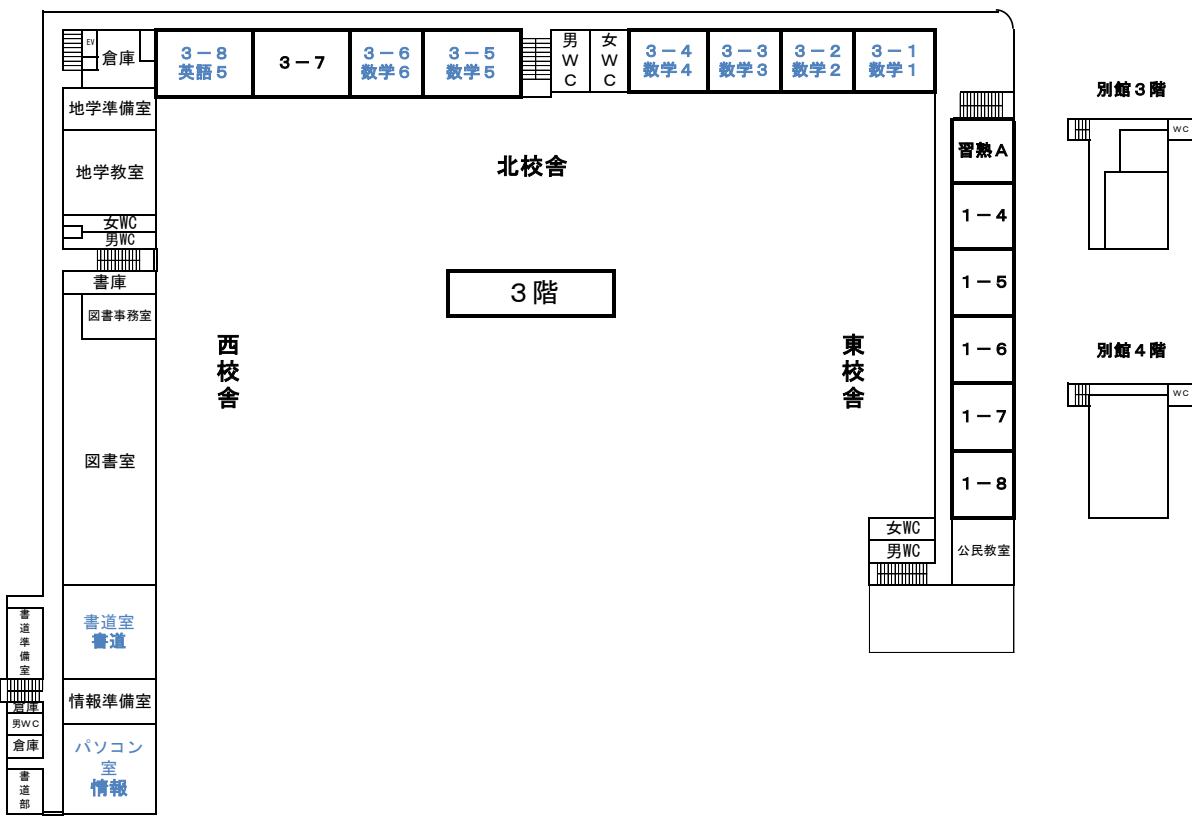 EV
倉庫
3－8
英語5
3－7
3－6
数学6
3－5
数学5
男WC
女WC
3－4
数学4
3－3
数学3
3－2
数学2
3－1
数学1
地学準備室
地学教室
女WC
男WC
書庫
図書事務室
図書室
書道室
書道
情報準備室
パソコン
室
情報
書道準備室
倉庫
男WC
倉庫
書道部
北校舎
3階
西校舎
東校舎
習熟A
1－4
1－5
1－6
1－7
1－8
女WC
男WC
公民教室
別館3階
WC
別館4階
WC